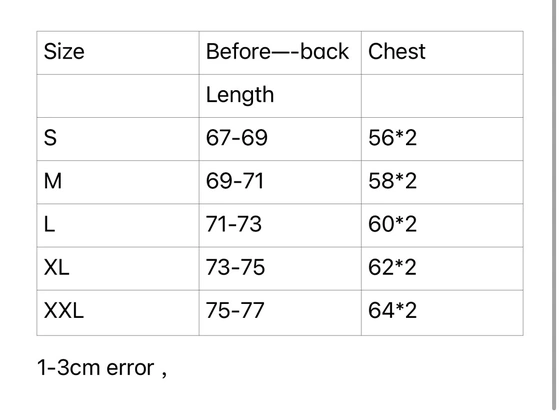 Size Before—-back Chest
Length
S 67-69 56*2
M 69-71 58*2
L 71-73 60*2
XL 73-75 62*2
XXL 75-77 64*2
1-3cm error ,